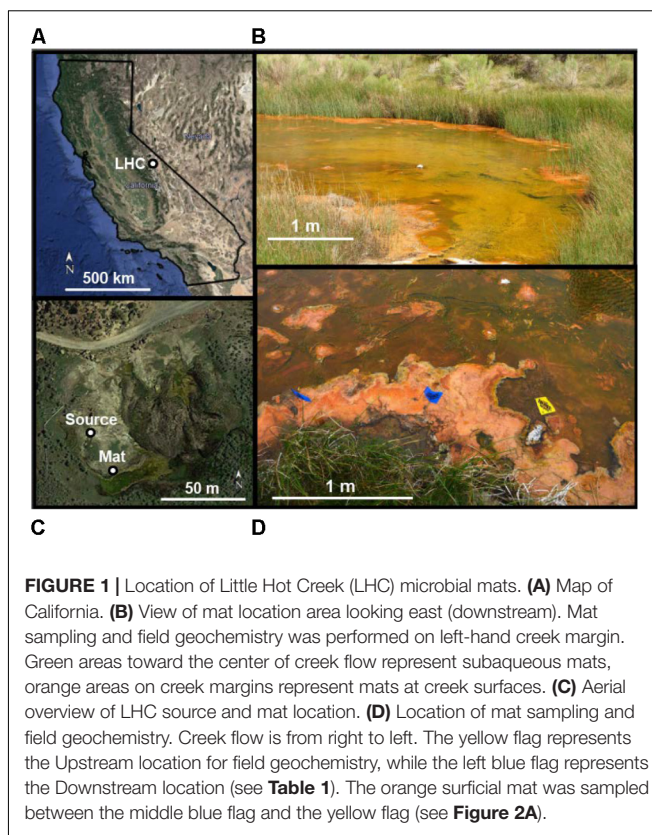 A
B
LHC
California
N
500 km
1 m
Source
Mat
N
50 m
1 m
C
D
FIGURE 1 | Location of Little Hot Creek (LHC) microbial mats. (A) Map of
California. (B) View of mat location area looking east (downstream). Mat
sampling and field geochemistry was performed on left-hand creek margin.
Green areas toward the center of creek flow represent subaqueous mats,
orange areas on creek margins represent mats at creek surfaces. (C) Aerial
overview of LHC source and mat location. (D) Location of mat sampling and
field geochemistry. Creek flow is from right to left. The yellow flag represents
the Upstream location for field geochemistry, while the left blue flag represents
the Downstream location (see Table 1). The orange surficial mat was sampled
between the middle blue flag and the yellow flag (see Figure 2A).